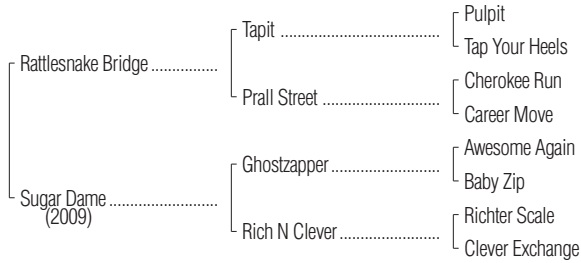 Pulpit
Tapit ......................................
Tap Your Heels
Rattlesnake Bridge ................
Cherokee Run
Prall Street ............................
Career Move
Awesome Again
Ghostzapper ..........................
Baby Zip
Sugar Dame ..........................
(2009)
Richter Scale
Rich N Clever ........................
Clever Exchange